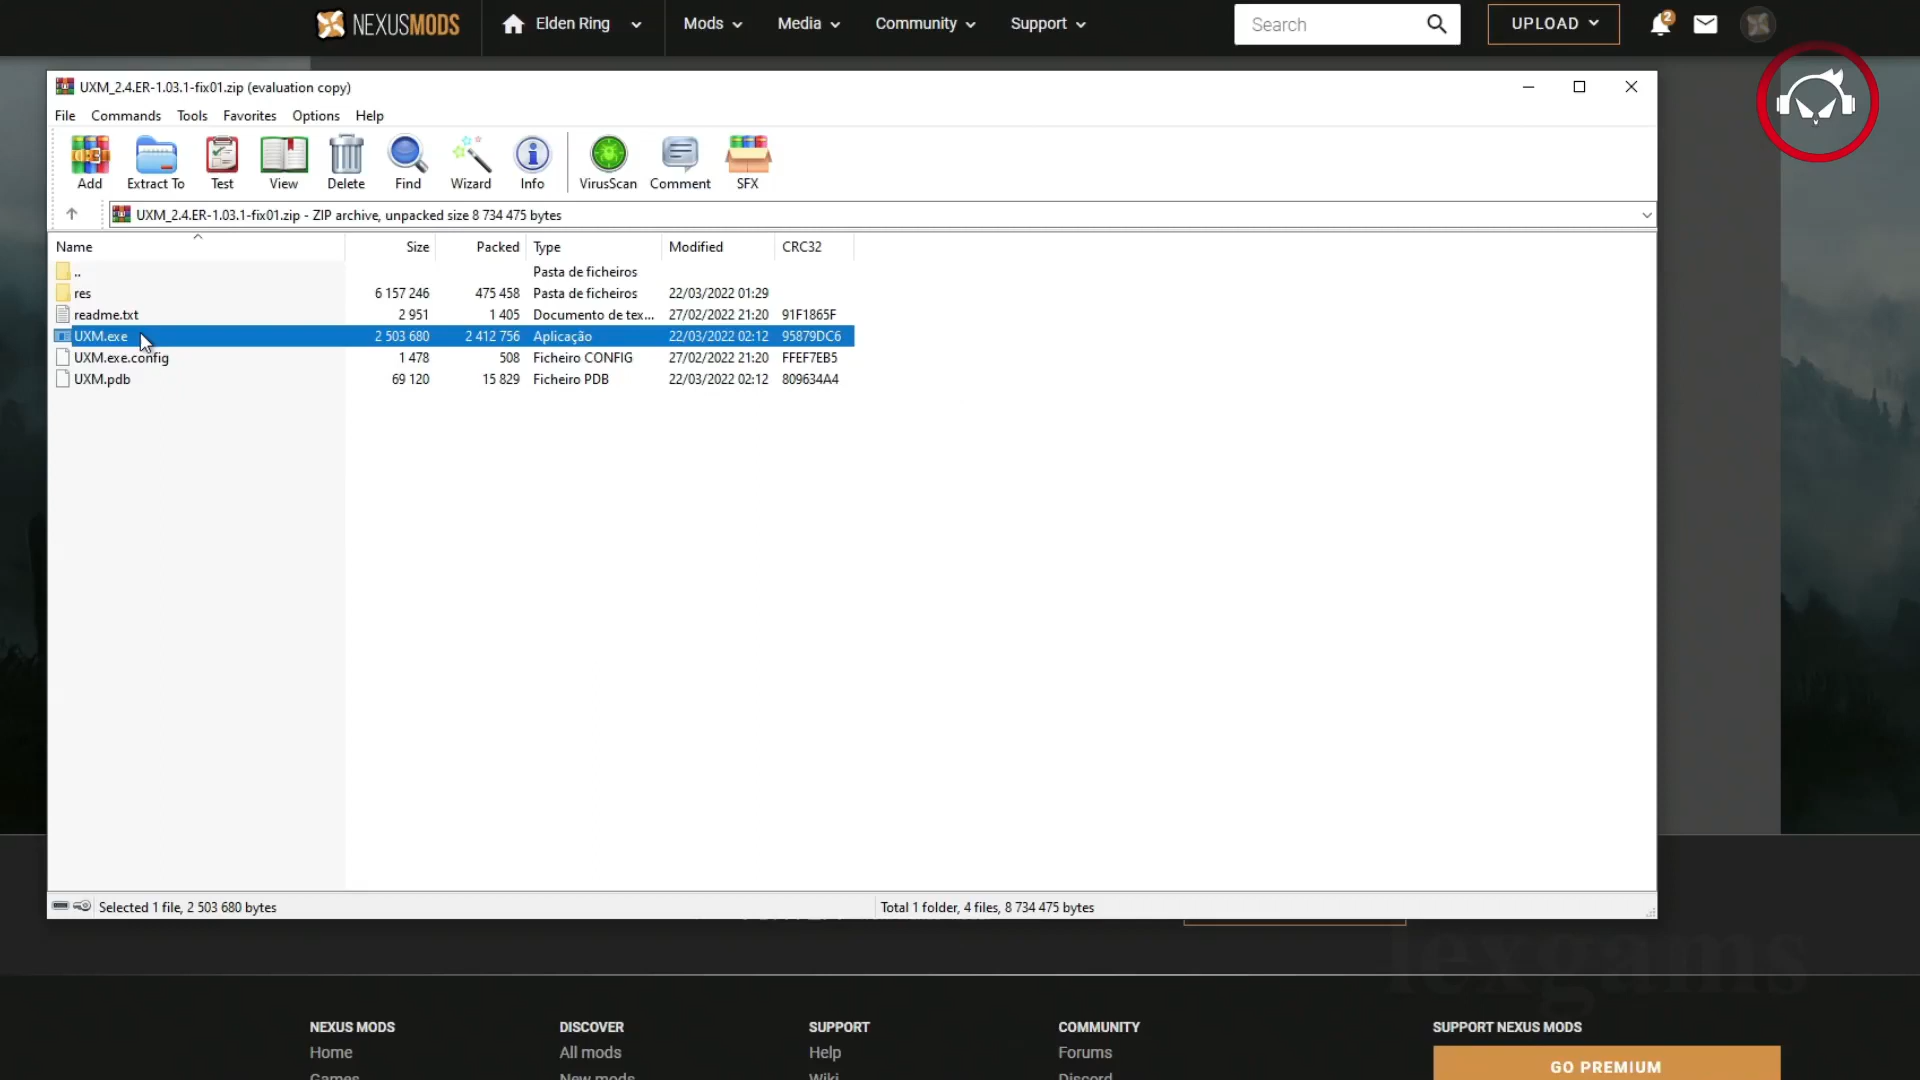 NEXUSMODS Elden Ring Mods Media Community Support Search UPLOAD 2
UXM_2.4.ER-1.03.1-fix01.zip (evaluation copy)
File Commands Tools Favorites Options Help
Add Extract To Test View Delete Find Wizard Info VirusScan Comment SFX
UXM_2.4.ER-1.03.1-fix01.zip - ZIP archive, unpacked size 8 734 475 bytes
Name Size Packed Type Modified CRC32
.. Pasta de ficheiros
res 6 157 246 475 458 Pasta de ficheiros 22/03/2022 01:29
readme.txt 2 951 1 405 Documento de tex... 27/02/2022 21:20 91F1865F
UXM.exe 2 503 680 2 412 756 Aplicação 22/03/2022 02:12 95879DC6
UXM.exe.config 1 478 508 Ficheiro CONFIG 27/02/2022 21:20 FFEF7EB5
UXM.pdb 69 120 15 829 Ficheiro PDB 22/03/2022 02:12 809634A4
Selected 1 file, 2 503 680 bytes Total 1 folder, 4 files, 8 734 475 bytes
lexgams
NEXUS MODS DISCOVER SUPPORT COMMUNITY SUPPORT NEXUS MODS
Home All mods Help Forums
Games New mods Wiki Discord GO PREMIUM